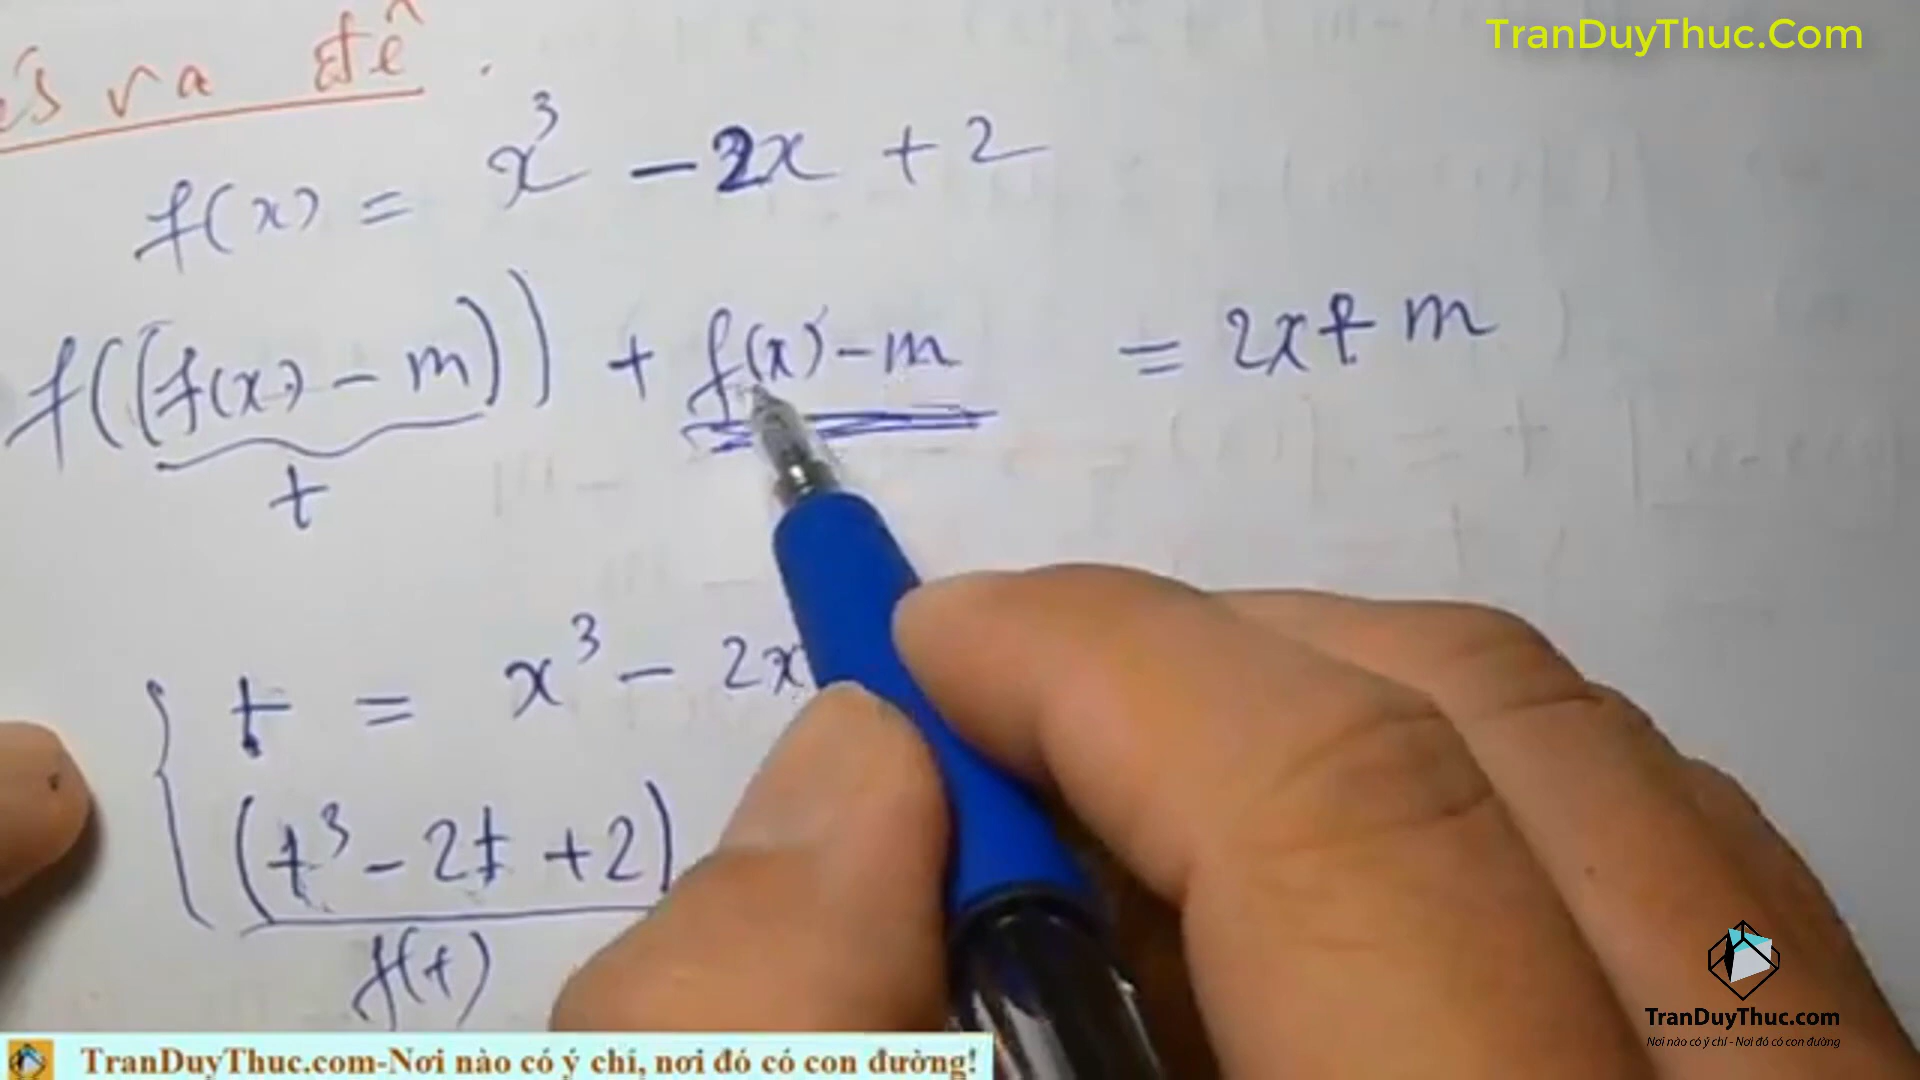 TranDuyThuc.Com
ra đề.
f(x) = x³ - 2x + 2
f((f(x) - m)) + f(x) - m = 2x + m
t
t = x³ - 2x
(t³ - 2t + 2)
f(t)
TranDuyThuc.com
Nơi nào có ý chí - Nơi đó có con đường
TranDuyThuc.com-Nơi nào có ý chí, nơi đó có con đường!